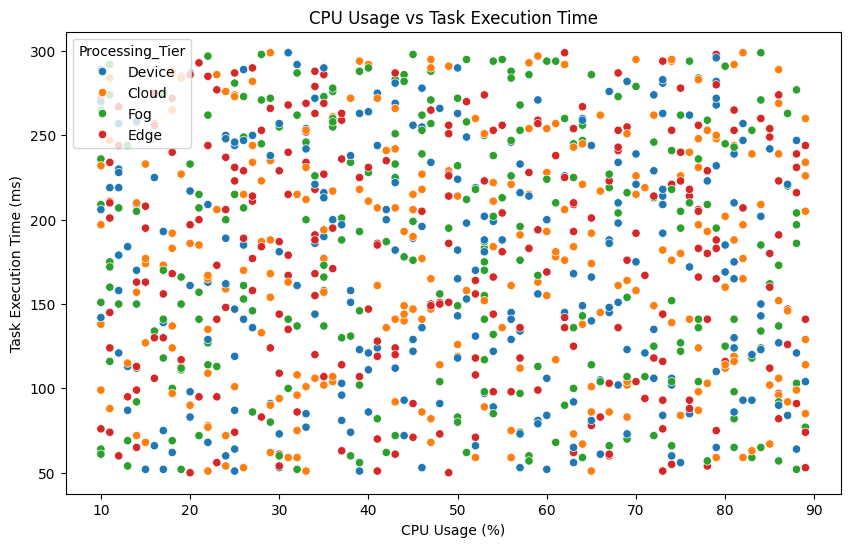 CPU Usage vs Task Execution Time
Processing_Tier
Device
Cloud
Fog
Edge
Task Execution Time (ms)
300
250
200
150
100
50
10
20
30
40
50
60
70
80
90
CPU Usage (%)